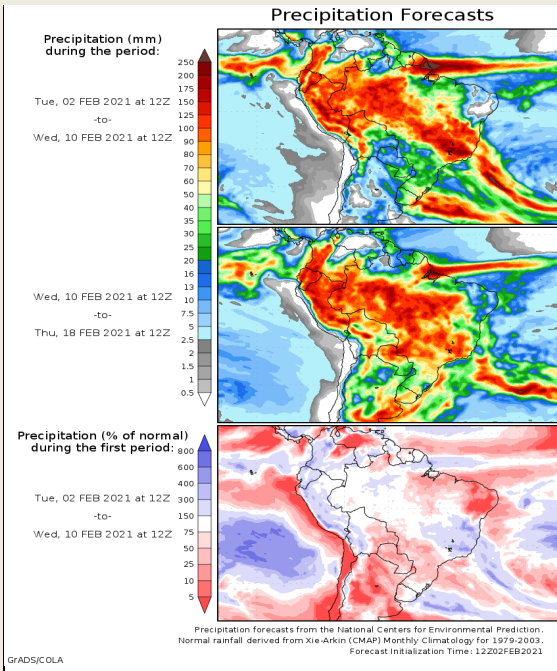 Precipitation Forecasts
Precipitation (mm)
during the period:
Tue, 02 FEB 2021 at 12Z
-to-
Wed, 10 FEB 2021 at 12Z
250
200
175
150
125
100
90
80
70
60
50
40
35
30
25
20
16
13
10
7.5
5
2.5
2
1.5
1
0.5
Wed, 10 FEB 2021 at 12Z
-to-
Thu, 18 FEB 2021 at 12Z
Precipitation (% of normal)
during the first period:
Tue, 02 FEB 2021 at 12Z
-to-
Wed, 10 FEB 2021 at 12Z
800
600
400
300
150
75
50
25
10
5
Precipitation forecasts from the National Centers for Environmental Prediction.
Normal rainfall derived from Xie-Arkin (CMAP) Monthly Climatology for 1979-2003.
Forecast Initialization Time: 12Z02FEB2021
GrADS/COLA